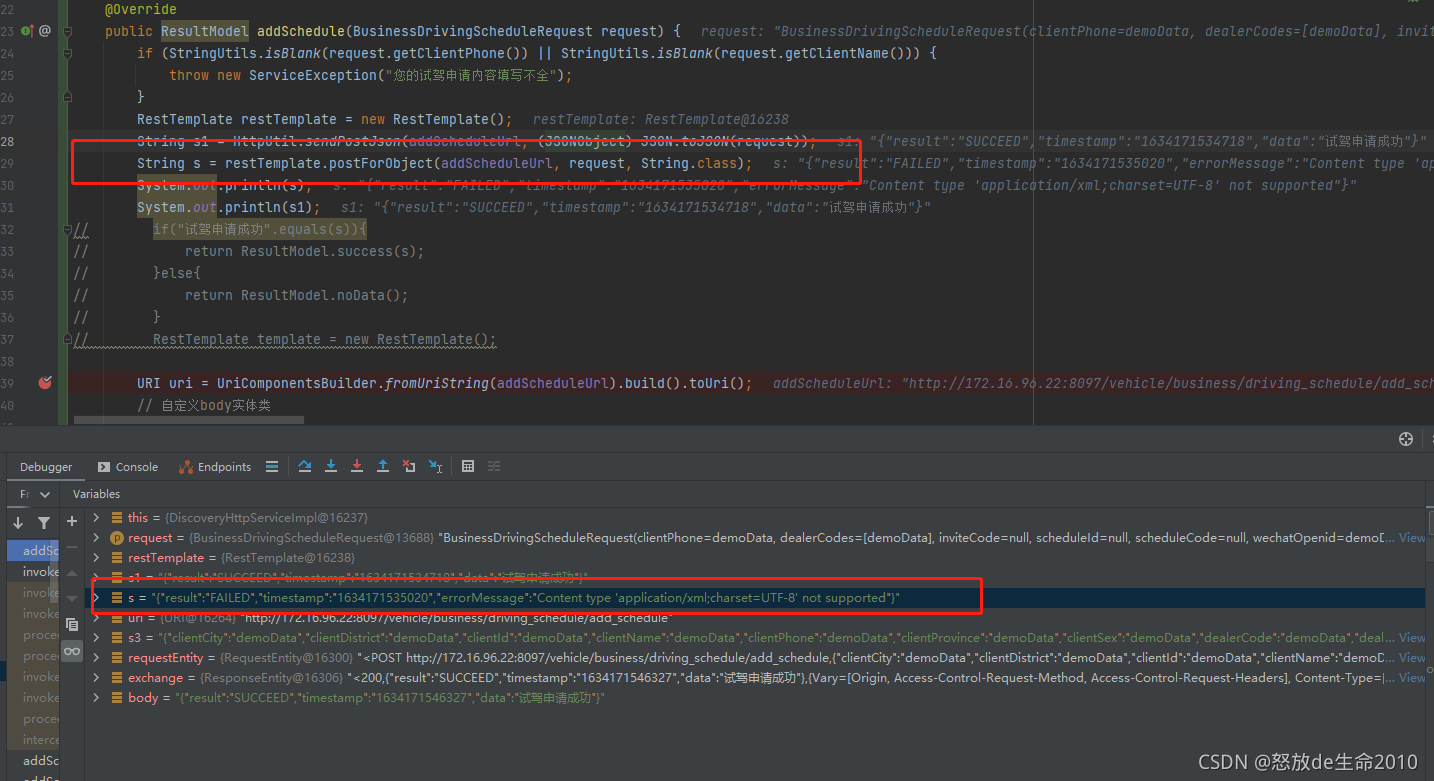 22 @Override
23 public ResultModel addSchedule(BusinessDrivingScheduleRequest request) { request: "BusinessDrivingScheduleRequest(clientPhone=demoData, dealerCodes=[demoData], invit
24 if (StringUtils.isBlank(request.getClientPhone()) || StringUtils.isBlank(request.getClientName())) {
25 throw new ServiceException("您的试驾申请内容填写不全");
26 }
27 RestTemplate restTemplate = new RestTemplate(); restTemplate: RestTemplate@16238
28 String s1 = HttpUtil.sendPostJson(addScheduleUrl, (JSONObject) JSON.toJSON(request)); s1: "{"result":"SUCCEED","timestamp":"1634171534718","data":"试驾申请成功"}"
29 String s = restTemplate.postForObject(addScheduleUrl, request, String.class); s: "{"result":"FAILED","timestamp":"1634171535020","errorMessage":"Content type 'ap
30 System.out.println(s); s: "{"result":"FAILED","timestamp":"1634171535020","errorMessage":"Content type 'application/xml;charset=UTF-8' not supported"}"
31 System.out.println(s1); s1: "{"result":"SUCCEED","timestamp":"1634171534718","data":"试驾申请成功"}"
32 // if("试驾申请成功".equals(s)){
33 // return ResultModel.success(s);
34 // }else{
35 // return ResultModel.noData();
36 // }
37 // RestTemplate template = new RestTemplate();
38
39 URI uri = UriComponentsBuilder.fromUriString(addScheduleUrl).build().toUri(); addScheduleUrl: "http://172.16.96.22:8097/vehicle/business/driving_schedule/add_sch
40 // 自定义body实体类
Debugger Console Endpoints
Fr Variables
this = {DiscoveryHttpServiceImpl@16237}
request = {BusinessDrivingScheduleRequest@13688} "BusinessDrivingScheduleRequest(clientPhone=demoData, dealerCodes=[demoData], inviteCode=null, scheduleId=null, scheduleCode=null, wechatOpenid=demoD... View
restTemplate = {RestTemplate@16238}
s1 = "{"result":"SUCCEED","timestamp":"1634171534718","data":"试驾申请成功"}"
s = "{"result":"FAILED","timestamp":"1634171535020","errorMessage":"Content type 'application/xml;charset=UTF-8' not supported"}"
uri = {URI@16264} "http://172.16.96.22:8097/vehicle/business/driving_schedule/add_schedule"
s3 = "{"clientCity":"demoData","clientDistrict":"demoData","clientId":"demoData","clientName":"demoData","clientPhone":"demoData","clientProvince":"demoData","clientSex":"demoData","dealerCode":"demoData","deal... View
requestEntity = {RequestEntity@16300} "<POST http://172.16.96.22:8097/vehicle/business/driving_schedule/add_schedule,{"clientCity":"demoData","clientDistrict":"demoData","clientId":"demoData","clientName":"demoD... View
exchange = {ResponseEntity@16306} "<200,{"result":"SUCCEED","timestamp":"1634171546327","data":"试驾申请成功"},[Vary=[Origin, Access-Control-Request-Method, Access-Control-Request-Headers], Content-Type=[... View
body = "{"result":"SUCCEED","timestamp":"1634171546327","data":"试驾申请成功"}"
addSc
invoke
invoke
invoke
proce
proce
invoke
invoke
proce
interce
addSc
CSDN @怒放de生命2010